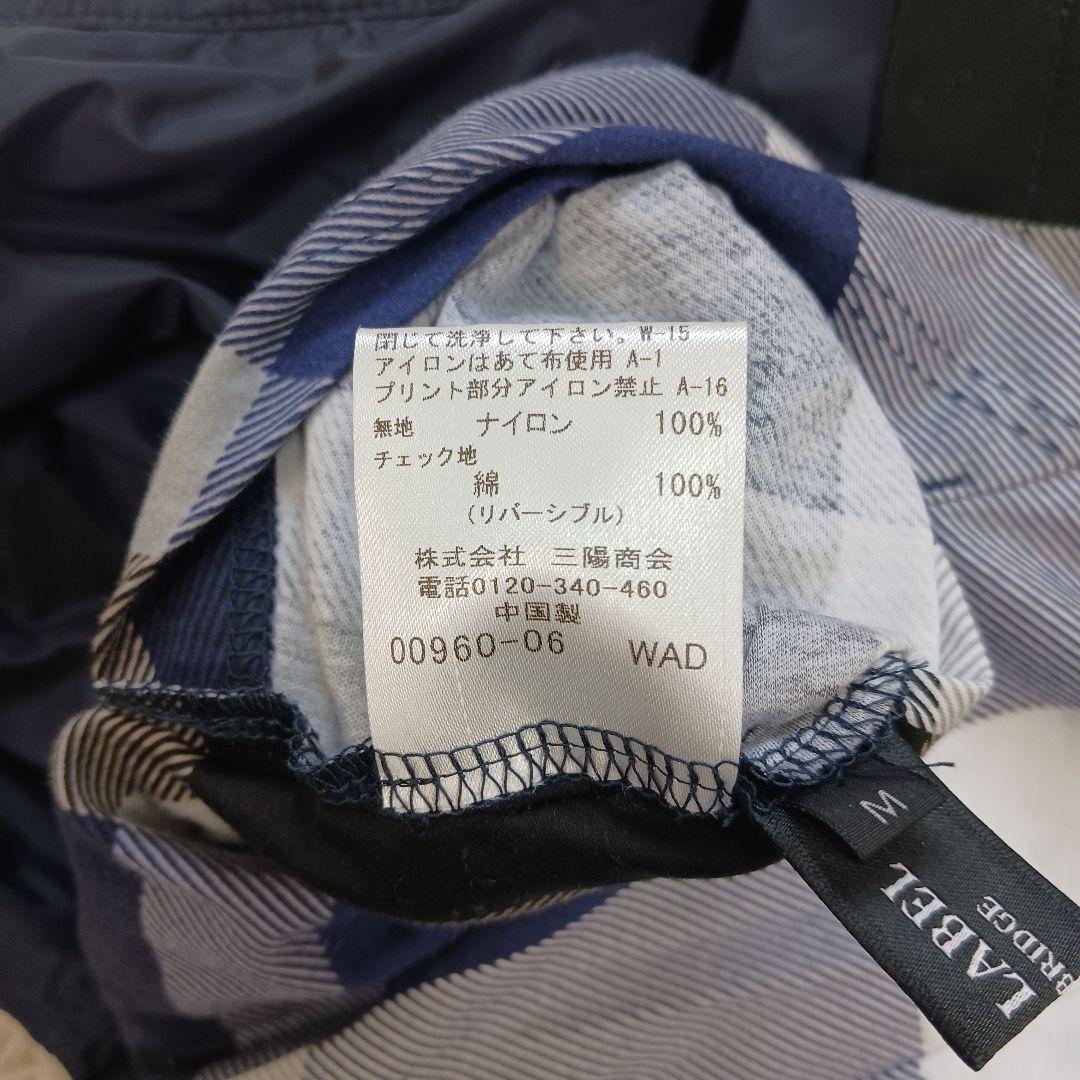 閉じて洗浄して下さい。W-15
アイロンはあて布使用 A-1
プリント部分アイロン禁止 A-16
無地 ナイロン 100%
チェック地
綿 100%
(リバーシブル)
株式会社 三陽商会
電話0120-340-460
中国製
00960-06 WAD
M
LABEL
BRIDGE